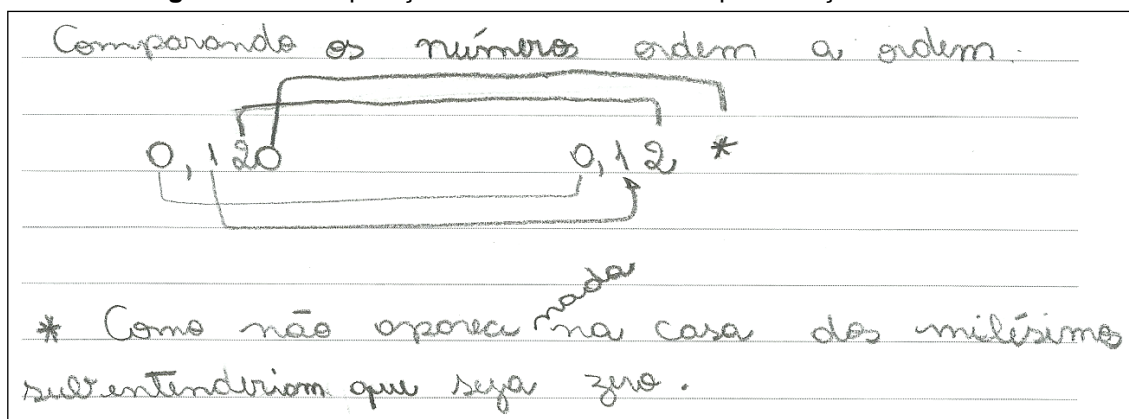 Comparando os números ordem a ordem.
0,120 0,12 *
nada
* Como não aparece na casa dos milésimos
subentenderiam que seja zero.